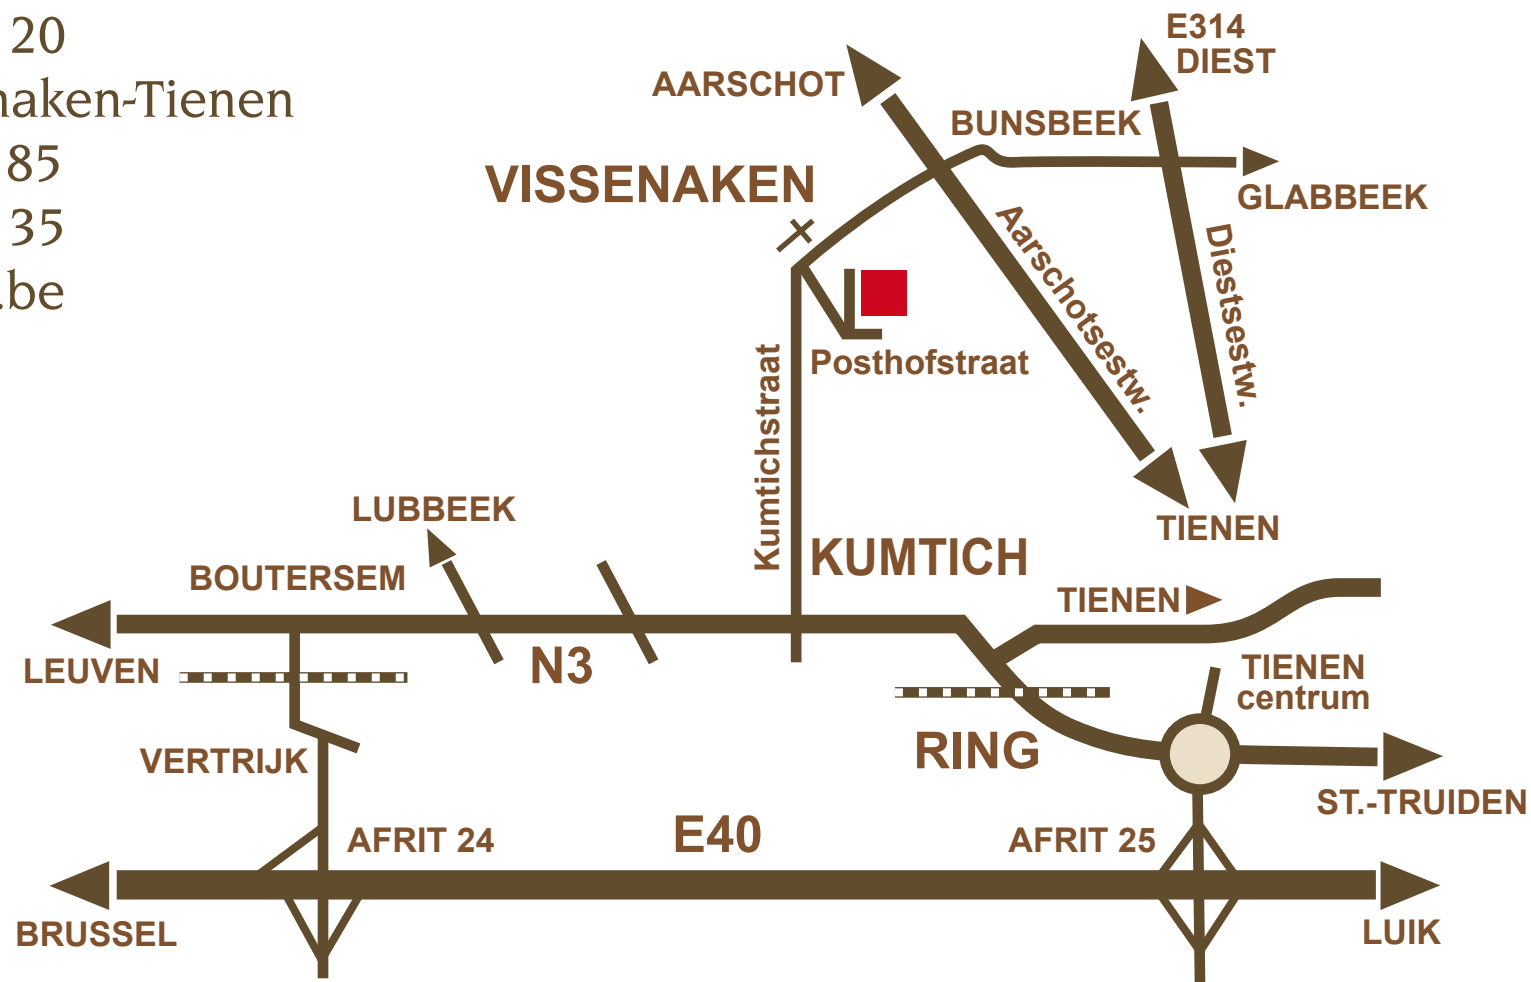 20
naken-Tienen
85
35
.be
E314
DIEST
AARSCHOT
BUNSBEEK
VISSENAKEN
GLABBEEK
Aarschotsestw.
Diestsestw.
Posthofstraat
Kumtichstraat
LUBBEEK
TIENEN
KUMTICH
BOUTERSEM
TIENEN
LEUVEN
N3
TIENEN
centrum
RING
VERTRIJK
ST.-TRUIDEN
AFRIT 24
E40
AFRIT 25
BRUSSEL
LUIK